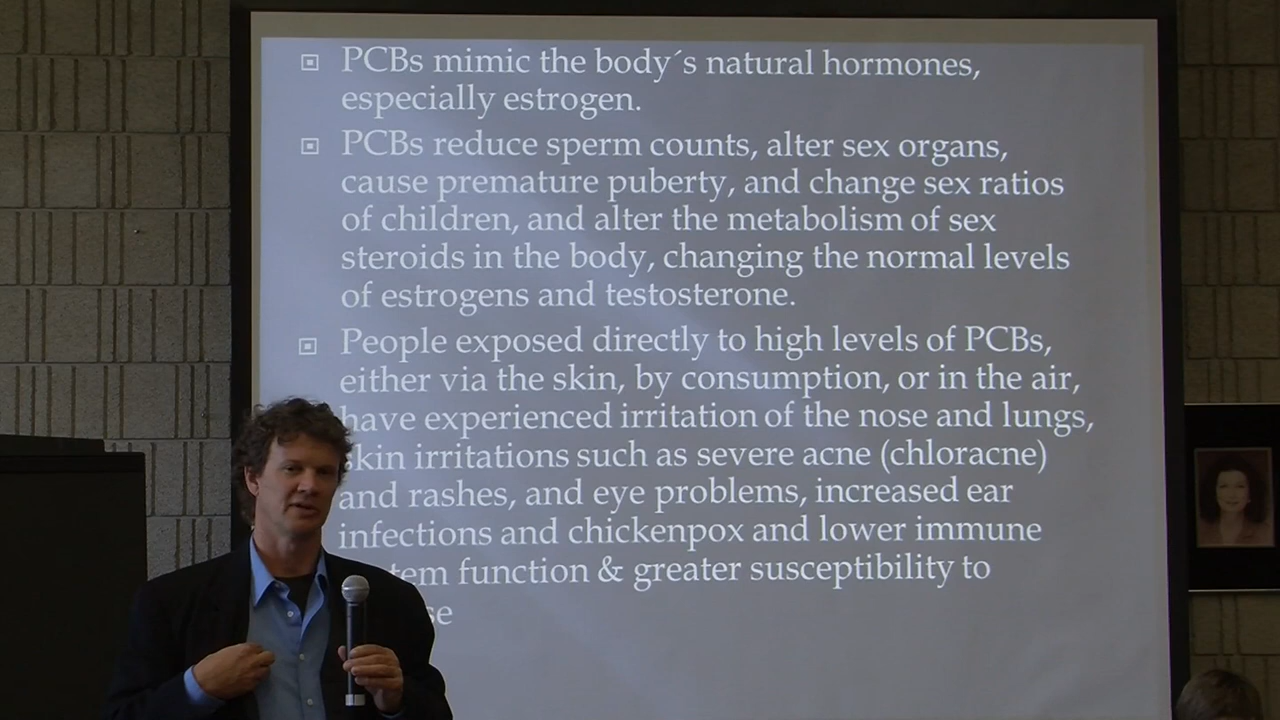 PCBs mimic the body´s natural hormones,
especially estrogen.
PCBs reduce sperm counts, alter sex organs,
cause premature puberty, and change sex ratios
of children, and alter the metabolism of sex
steroids in the body, changing the normal levels
of estrogens and testosterone.
People exposed directly to high levels of PCBs,
either via the skin, by consumption, or in the air,
have experienced irritation of the nose and lungs,
skin irritations such as severe acne (chloracne)
and rashes, and eye problems, increased ear
infections and chickenpox and lower immune
function & greater susceptibility to